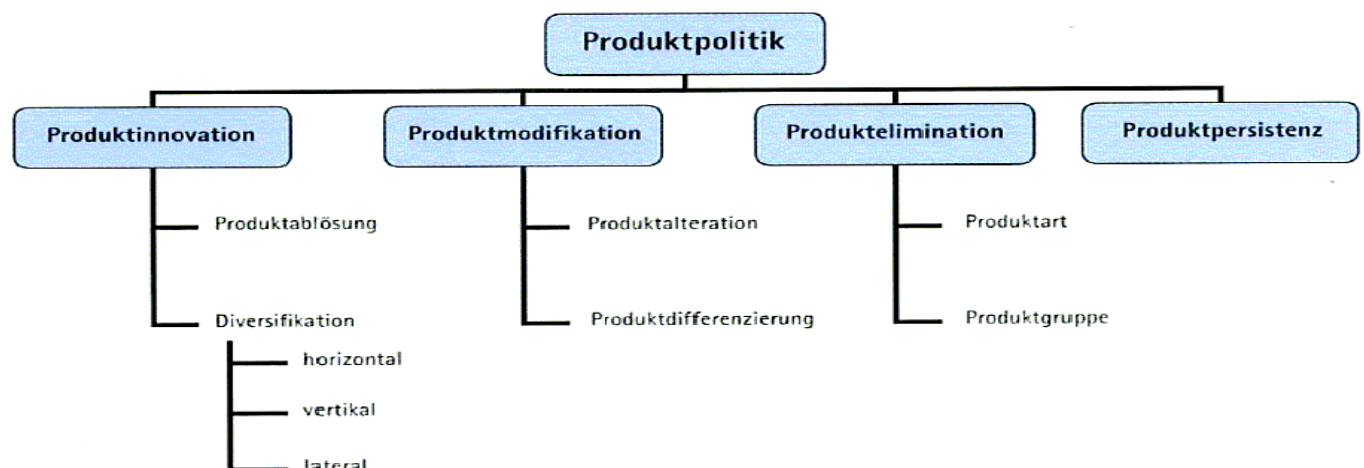 Produktpolitik
Produktinnovation
Produktmodifikation
Produktelimination
Produktpersistenz
Produktablösung
Produktalteration
Produktart
Diversifikation
Produktdifferenzierung
Produktgruppe
horizontal
vertikal
lateral